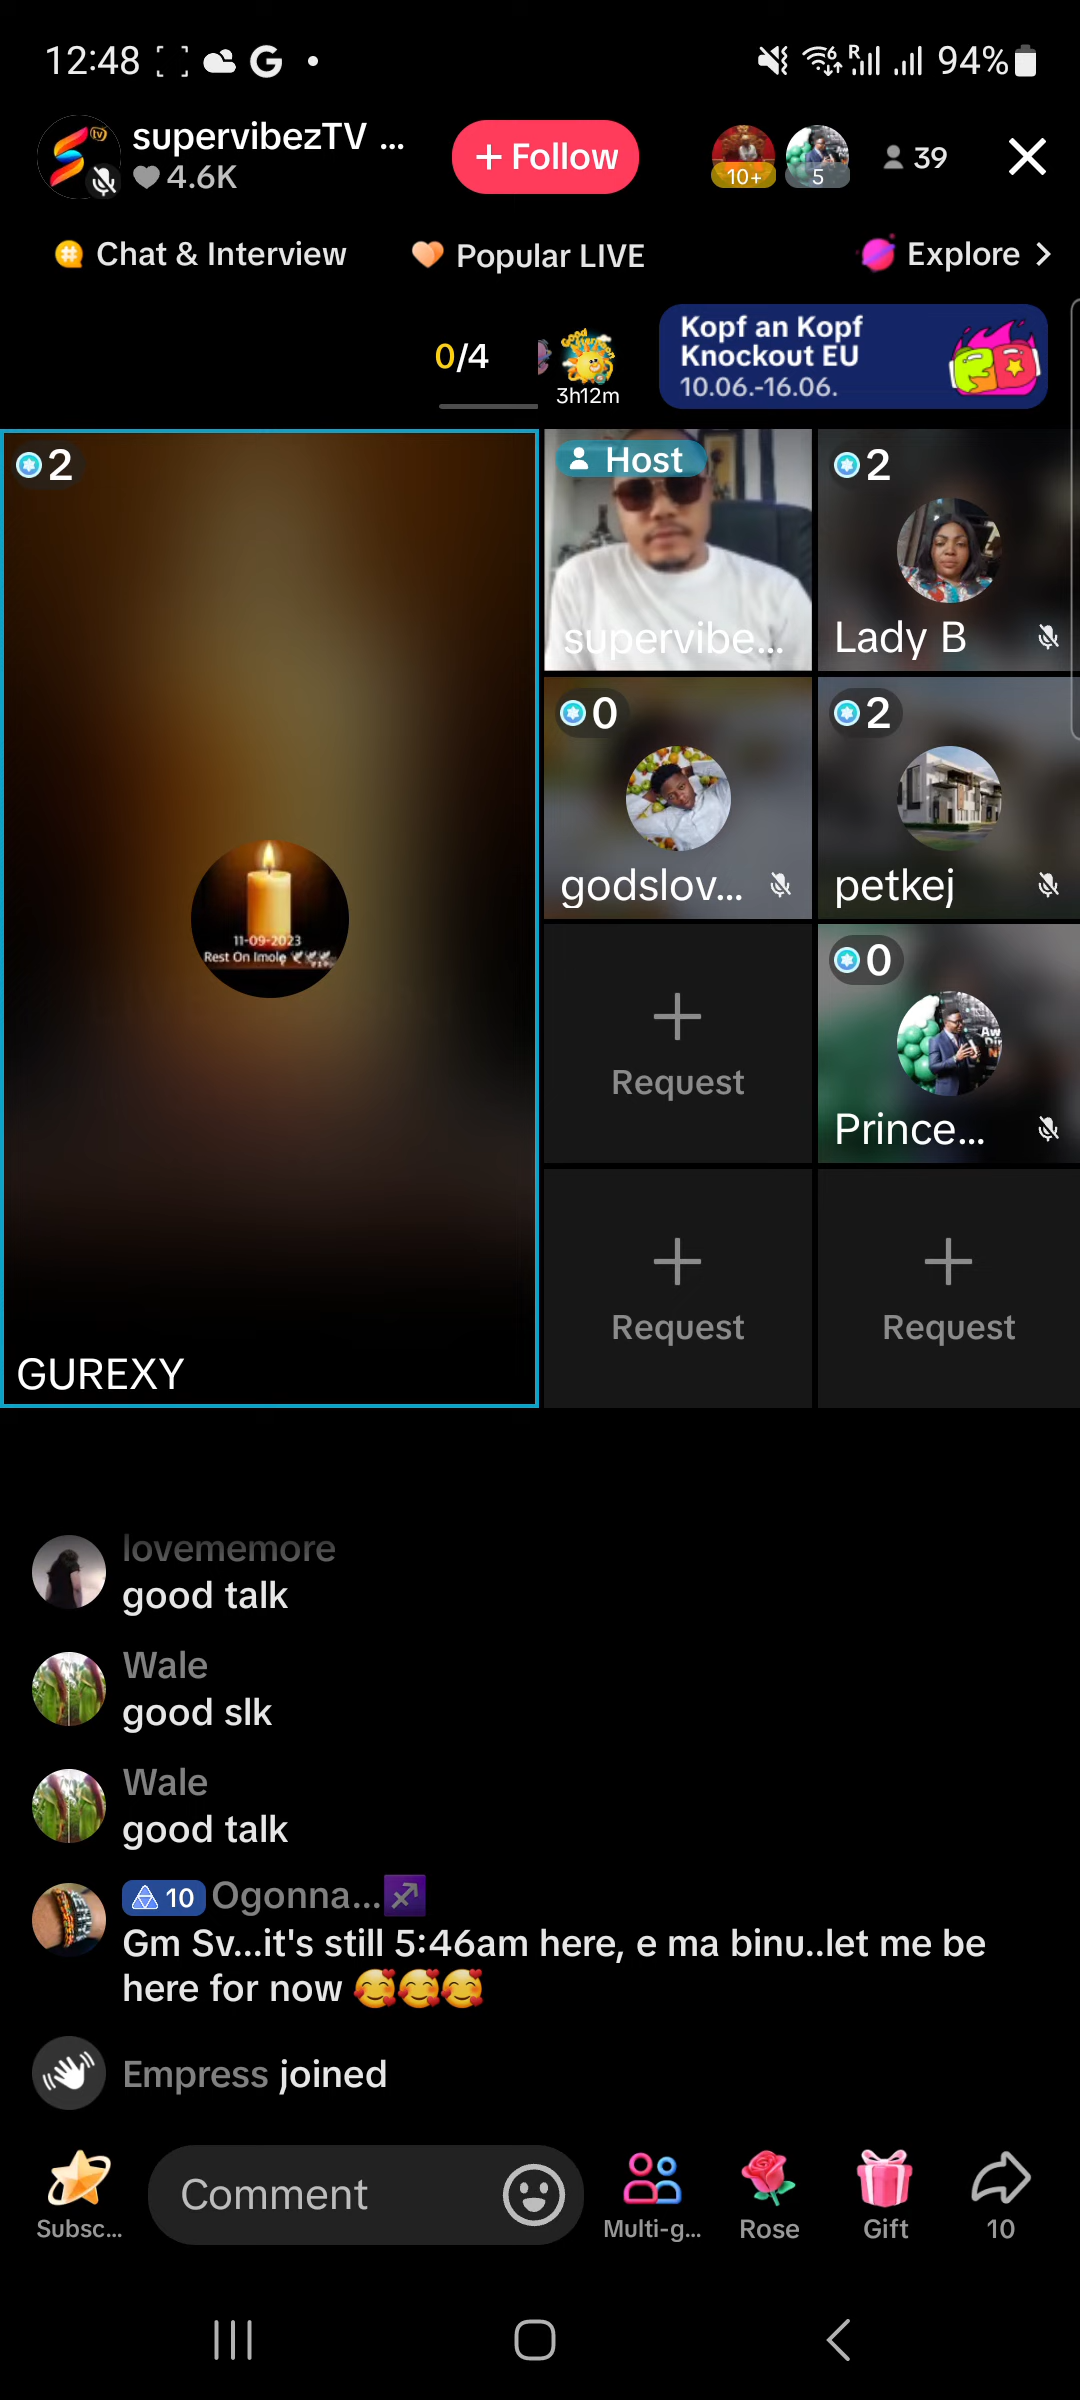 12:48
94%
supervibezTV ...
4.6K
+ Follow
10+
5
39
Chat & Interview
Popular LIVE
Explore >
0/4
3h12m
Kopf an Kopf
Knockout EU
10.06.-16.06.
2
Host
supervibe...
2
Lady B
0
godslov...
2
petkej
11-09-2023
Rest On Imole
Request
0
Prince...
Request
Request
GUREXY
lovememore
good talk
Wale
good slk
Wale
good talk
10 Ogonna...♐
Gm Sv...it's still 5:46am here, e ma binu..let me be
here for now 🥰🥰🥰
Empress joined
Subsc...
Comment
Multi-g...
Rose
Gift
10